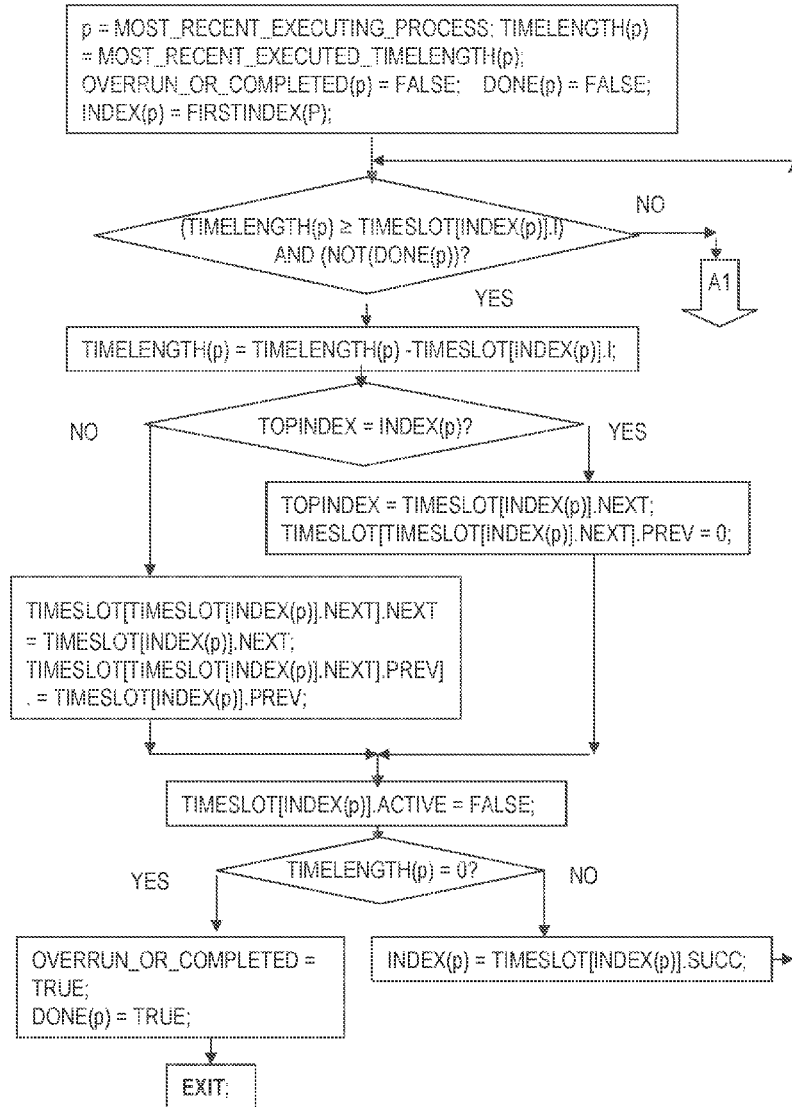 p = MOST_RECENT_EXECUTING_PROCESS; TIMELENGTH(p)
= MOST_RECENT_EXECUTED_TIMELENGTH(p);
OVERRUN_OR_COMPLETED(p) = FALSE; DONE(p) = FALSE;
INDEX(p) = FIRSTINDEX(P);
(TIMELENGTH(p) ≥ TIMESLOT[INDEX(p)].l)
AND (NOT(DONE(p))?
NO
A1
YES
TIMELENGTH(p) = TIMELENGTH(p) -TIMESLOT[INDEX(p)].l;
TOPINDEX = INDEX(p)?
NO
YES
TOPINDEX = TIMESLOT[INDEX(p)].NEXT;
TIMESLOT[TIMESLOT[INDEX(p)].NEXT].PREV = 0;
TIMESLOT[TIMESLOT[INDEX(p)].NEXT].NEXT
= TIMESLOT[INDEX(p)].NEXT;
TIMESLOT[TIMESLOT[INDEX(p)].NEXT].PREV]
. = TIMESLOT[INDEX(p)].PREV;
TIMESLOT[INDEX(p)].ACTIVE = FALSE;
TIMELENGTH(p) = 0?
YES
NO
OVERRUN_OR_COMPLETED =
TRUE;
DONE(p) = TRUE;
INDEX(p) = TIMESLOT[INDEX(p)].SUCC;
EXIT;